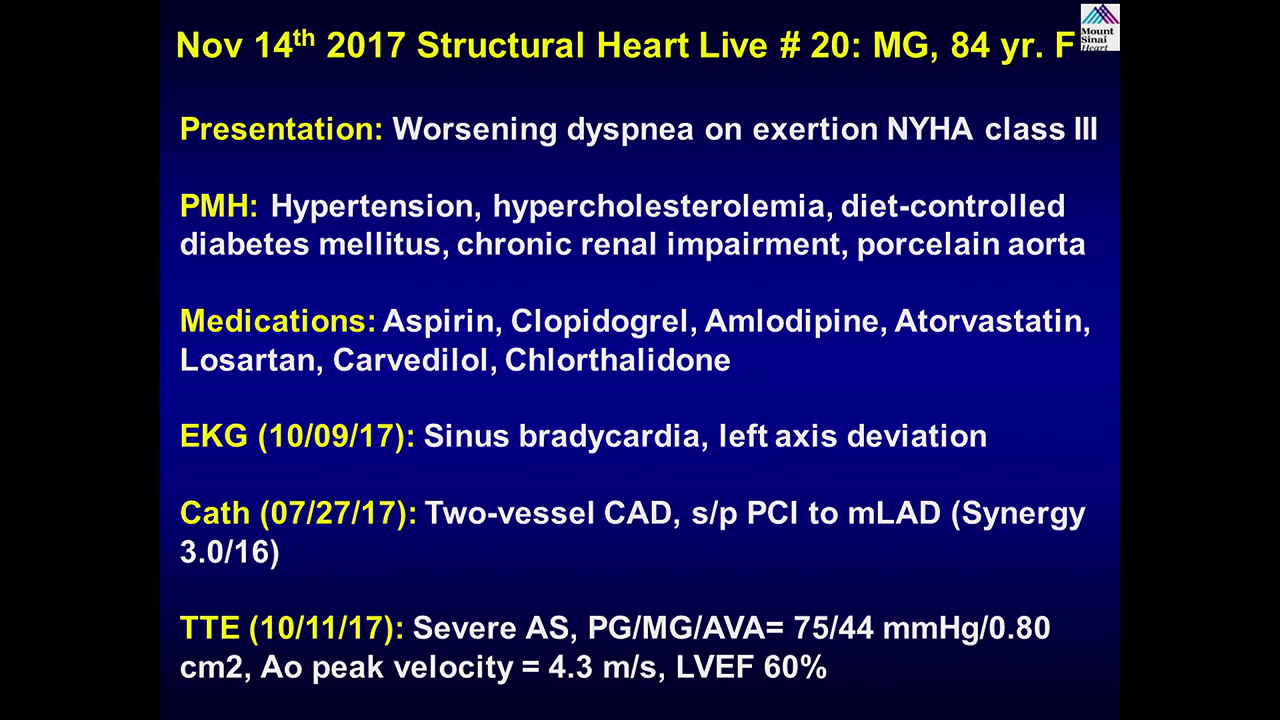 Nov 14th 2017 Structural Heart Live # 20: MG, 84 yr. F
Mount
Sinai
Heart
Presentation: Worsening dyspnea on exertion NYHA class III
PMH: Hypertension, hypercholesterolemia, diet-controlled
diabetes mellitus, chronic renal impairment, porcelain aorta
Medications: Aspirin, Clopidogrel, Amlodipine, Atorvastatin,
Losartan, Carvedilol, Chlorthalidone
EKG (10/09/17): Sinus bradycardia, left axis deviation
Cath (07/27/17): Two-vessel CAD, s/p PCI to mLAD (Synergy
3.0/16)
TTE (10/11/17): Severe AS, PG/MG/AVA= 75/44 mmHg/0.80
cm2, Ao peak velocity = 4.3 m/s, LVEF 60%